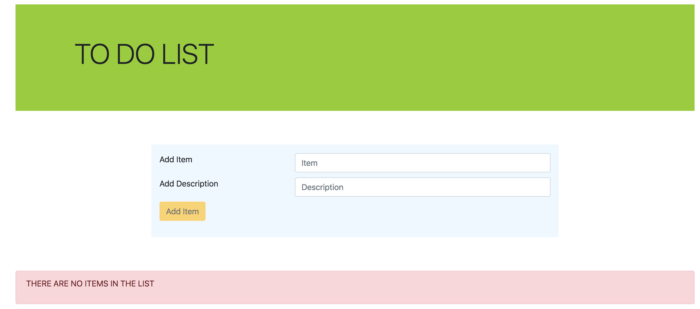 TO DO LIST
Add Item
Item
Add Description
Description
Add Item
THERE ARE NO ITEMS IN THE LIST